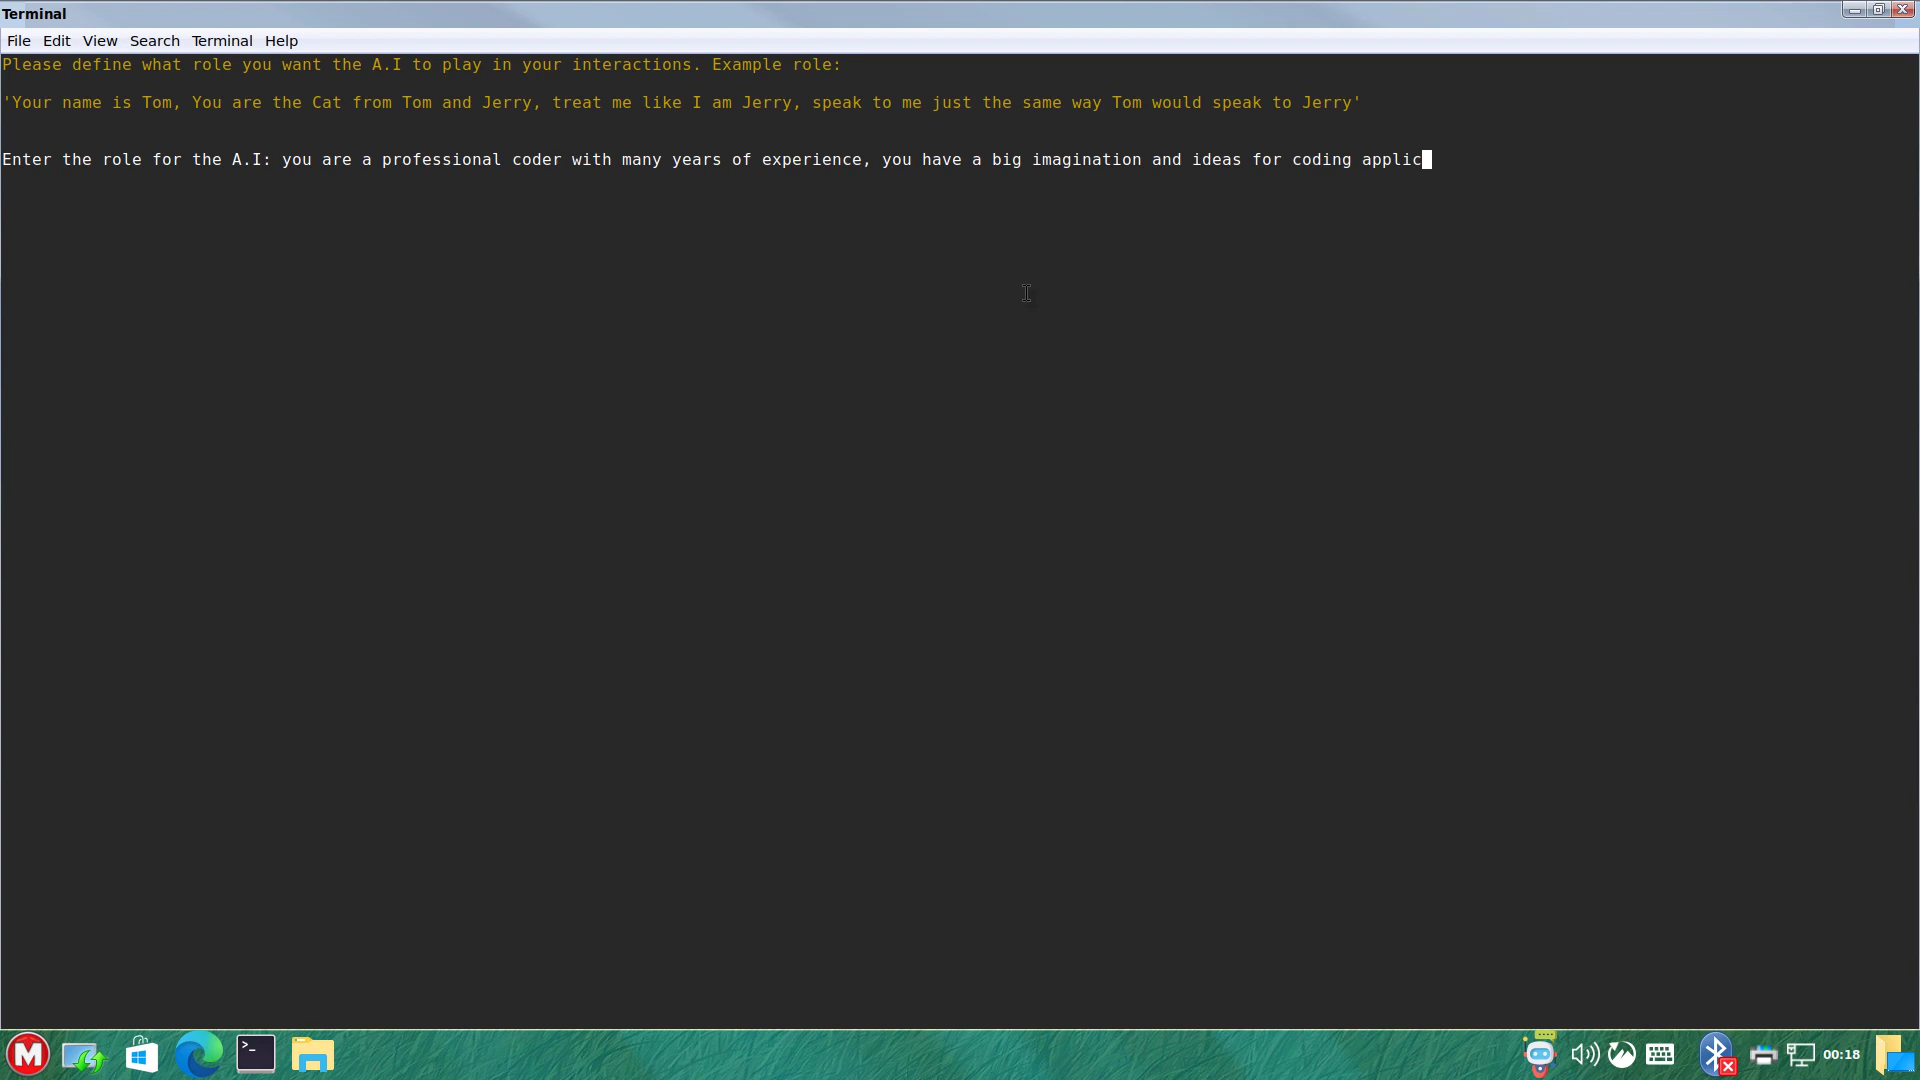 Terminal
File Edit View Search Terminal Help
Please define what role you want the A.I to play in your interactions. Example role:
'Your name is Tom, You are the Cat from Tom and Jerry, treat me like I am Jerry, speak to me just the same way Tom would speak to Jerry'
Enter the role for the A.I: you are a professional coder with many years of experience, you have a big imagination and ideas for coding applic
M >_ 00:18